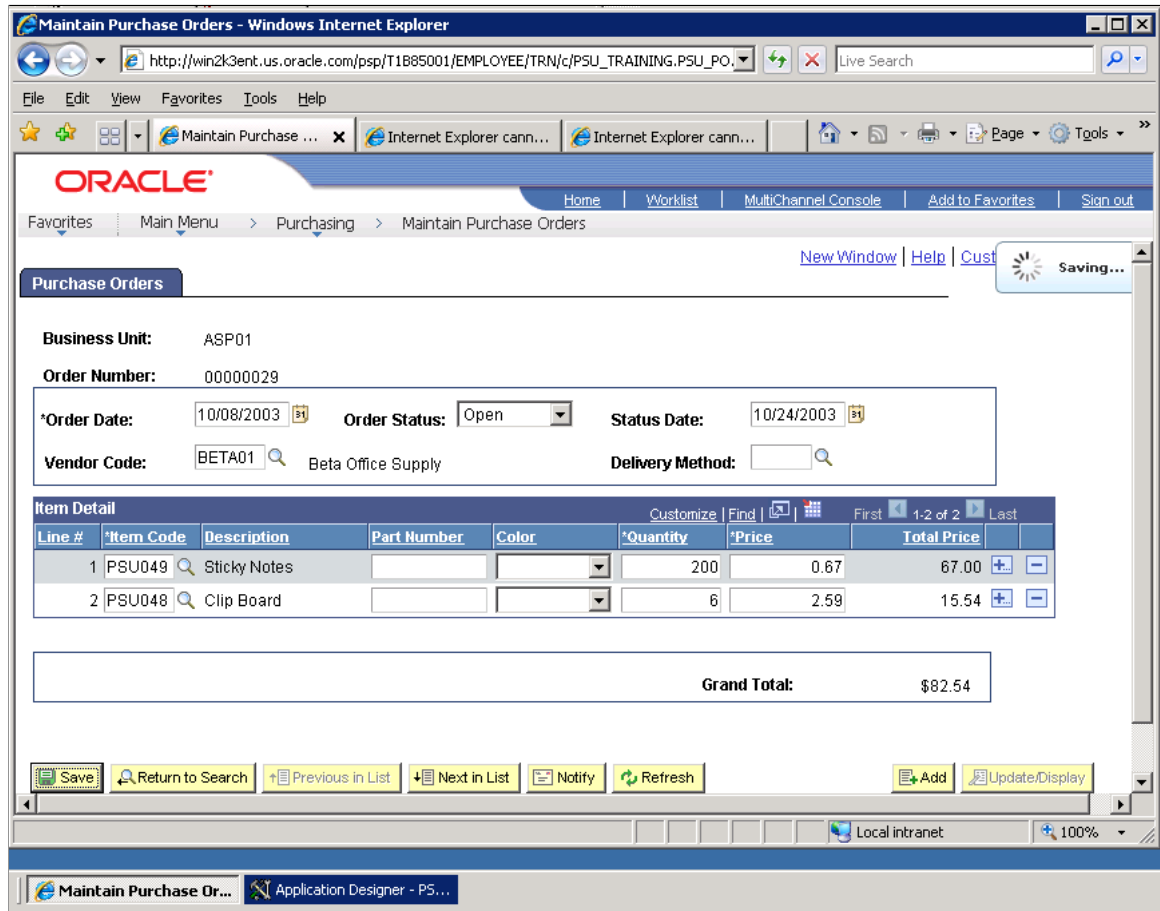 Maintain Purchase Orders - Windows Internet Explorer
http://win2k3ent.us.oracle.com/psp/T1B85001/EMPLOYEE/TRN/c/PSU_TRAINING.PSU_PO. Live Search
File Edit View Favorites Tools Help
Maintain Purchase ... Internet Explorer cann... Internet Explorer cann... Page Tools »
ORACLE
Home | Worklist | MultiChannel Console | Add to Favorites | Sign out
Favorites Main Menu > Purchasing > Maintain Purchase Orders
New Window | Help | Cust Saving...
Purchase Orders
Business Unit: ASP01
Order Number: 00000029
*Order Date: 10/08/2003 31 Order Status: Open Status Date: 10/24/2003 31
Vendor Code: BETA01 Beta Office Supply Delivery Method:
Item Detail Customize | Find | | First 1-2 of 2 Last
Line # *Item Code Description Part Number Color *Quantity *Price Total Price
1 PSU049 Sticky Notes 200 0.67 67.00
2 PSU048 Clip Board 6 2.59 15.54
Grand Total: $82.54
Save Return to Search Previous in List Next in List Notify Refresh Add Update/Display
Local intranet 100%
Maintain Purchase Or... Application Designer - PS...